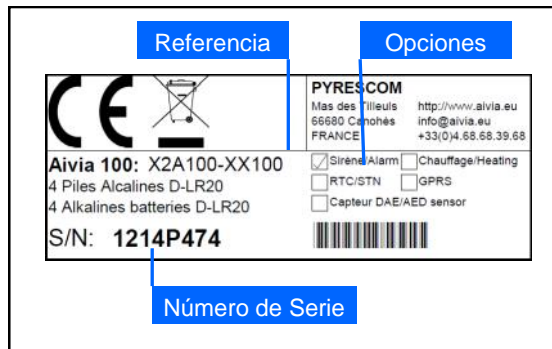 Referencia
Opciones
CE
PYRESCOM
Mas des Tilleuls http://www.aivia.eu
66680 Canohès info@aivia.eu
FRANCE +33(0)4.68.68.39.68
Aivia 100: X2A100-XX100
4 Piles Alcalines D-LR20
4 Alkalines batteries D-LR20
S/N: 1214P474
Sirène/Alarm Chauffage/Heating
RTC/STN GPRS
Capteur DAE/AED sensor
Número de Serie